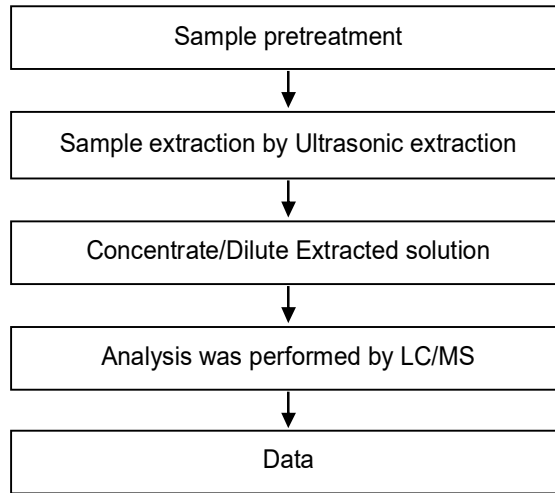 Sample pretreatment
Sample extraction by Ultrasonic extraction
Concentrate/Dilute Extracted solution
Analysis was performed by LC/MS
Data